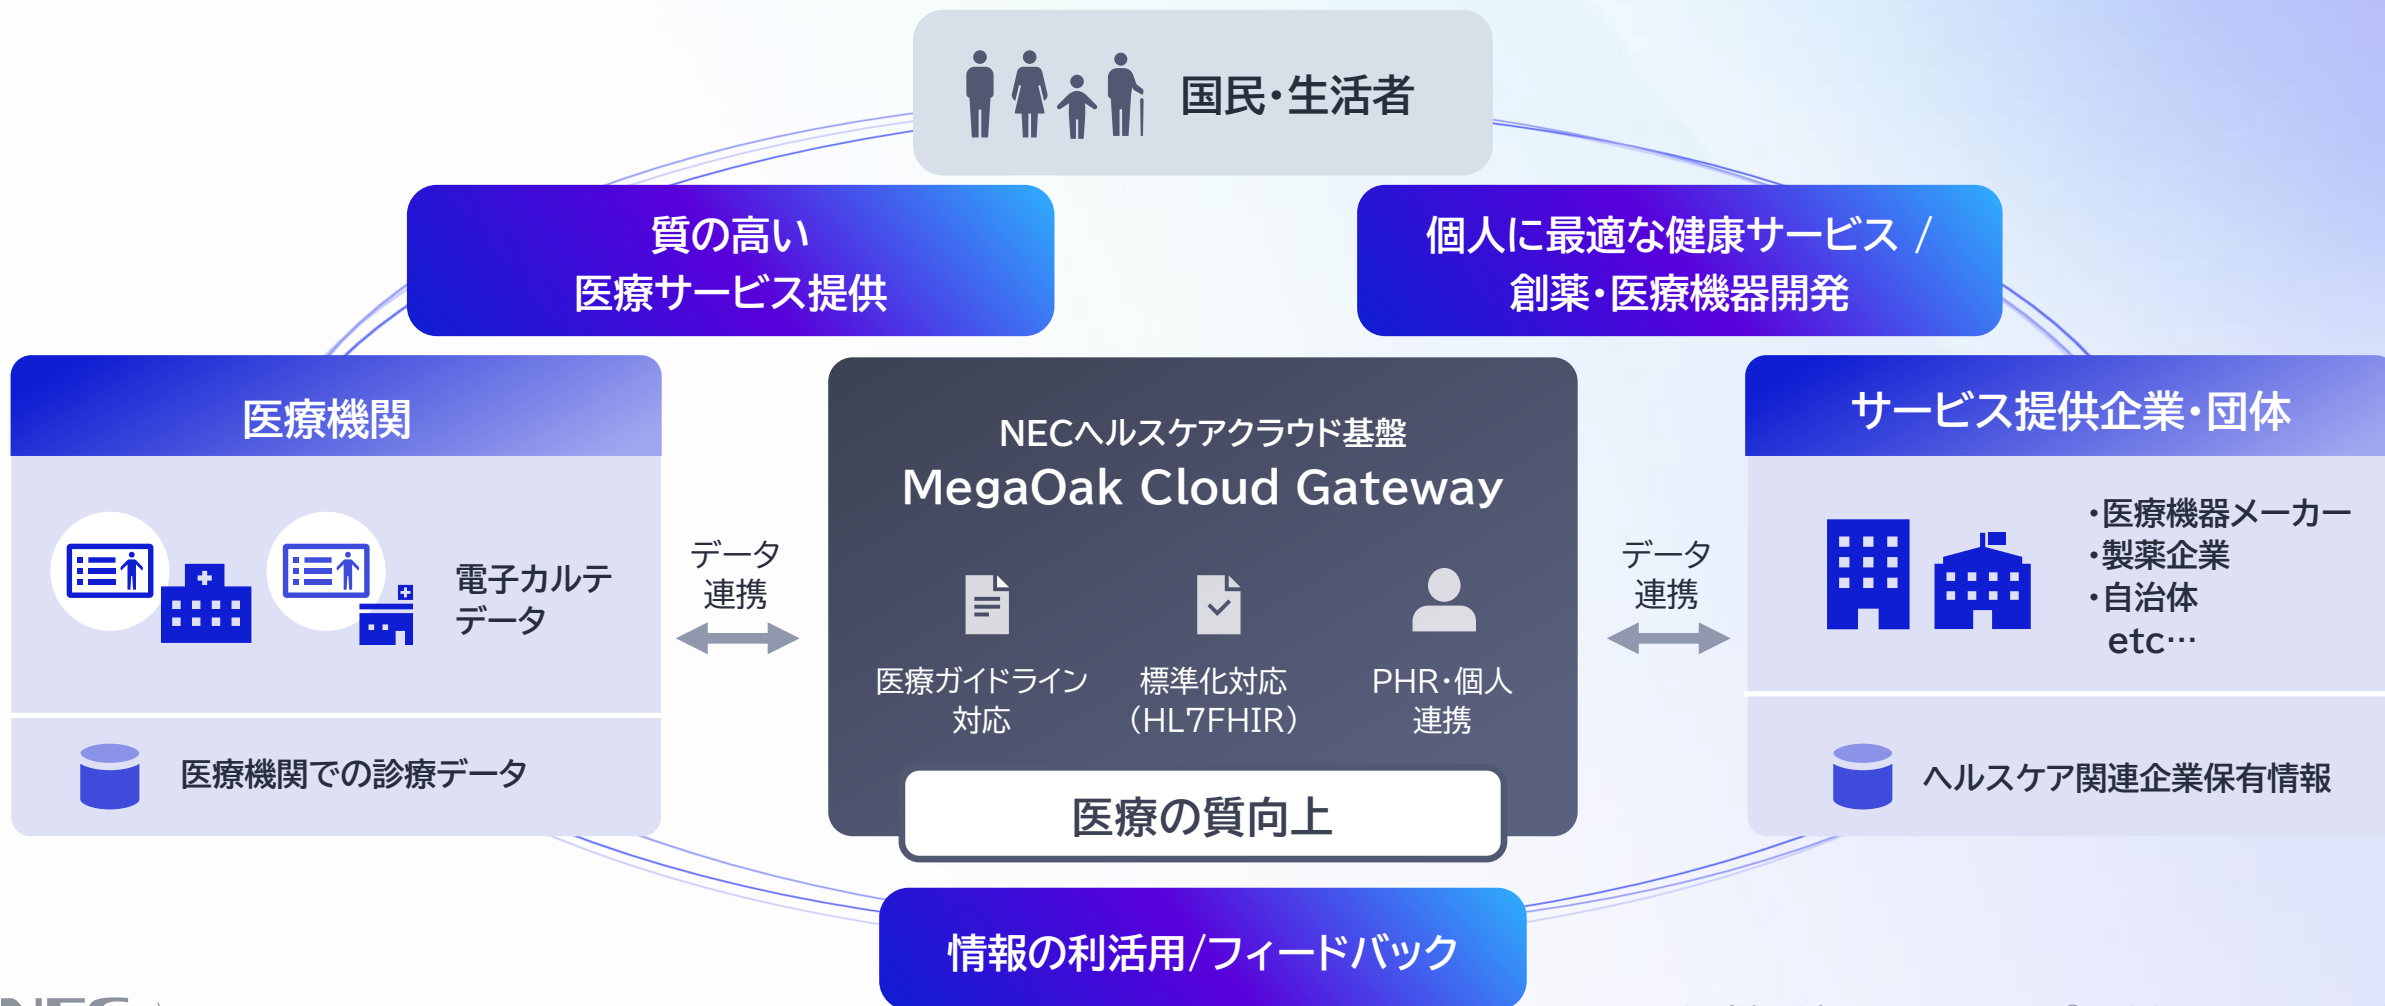 国民・生活者
質の高い
医療サービス提供
個人に最適な健康サービス /
創薬・医療機器開発
医療機関
電子カルテ
データ
医療機関での診療データ
データ
連携
NECヘルスケアクラウド基盤
MegaOak Cloud Gateway
医療ガイドライン
対応
標準化対応
(HL7FHIR)
PHR・個人
連携
医療の質向上
データ
連携
サービス提供企業・団体
・医療機器メーカー
・製薬企業
・自治体
etc…
ヘルスケア関連企業保有情報
情報の利活用/フィードバック
NEC